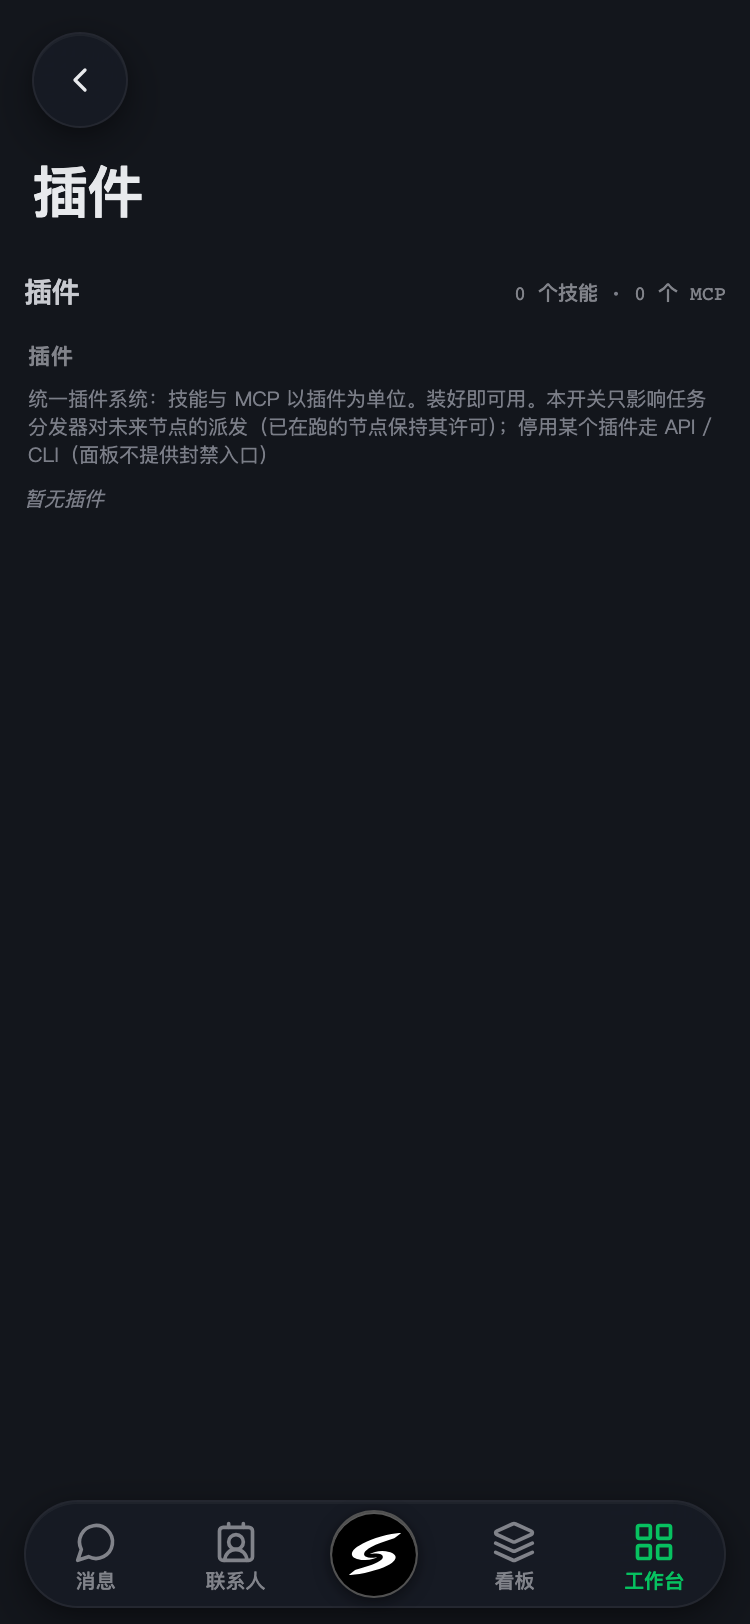 插件
插件
0 个技能 · 0 个 MCP
插件
统一插件系统：技能与 MCP 以插件为单位。装好即可用。本开关只影响任务
分发器对未来节点的派发（已在跑的节点保持其许可）；停用某个插件走 API /
CLI（面板不提供封禁入口）
暂无插件
消息
联系人
看板
工作台